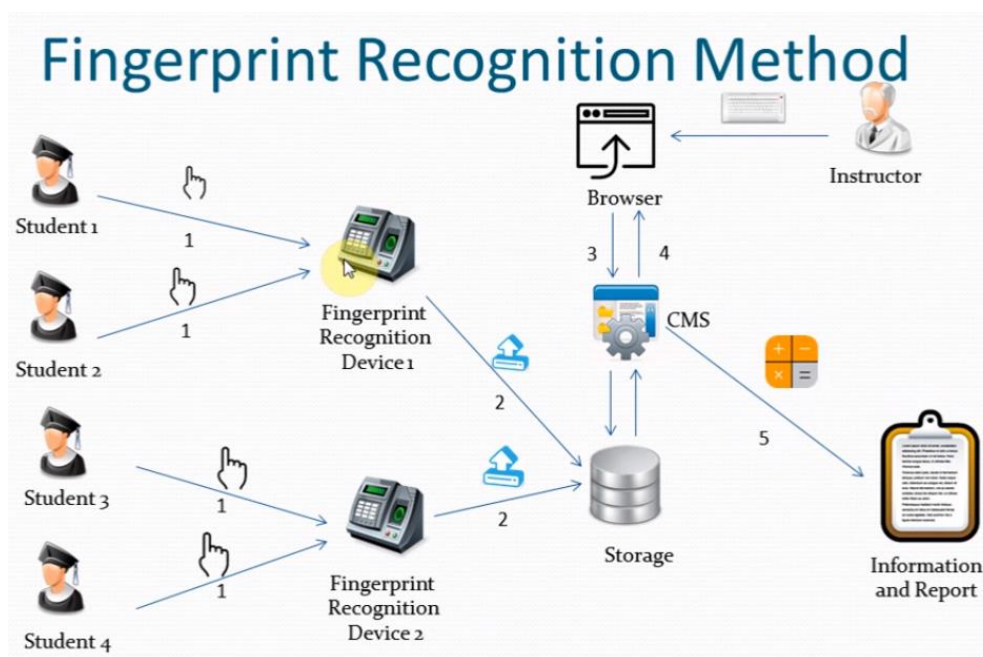 Fingerprint Recognition Method
Instructor
Browser
Student 1
1
3
4
Student 2
1
Fingerprint
Recognition
Device 1
CMS
2
5
Student 3
1
2
Storage
Student 4
1
Fingerprint
Recognition
Device 2
Information
and Report